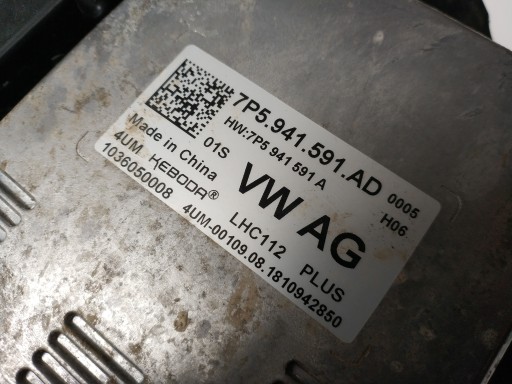 7P5.941.591.AD 0005
HW:7P5 941 591 A H06
01S
VW AG
Made in China
4UM KEBODA®
LHC112 PLUS
1036050008
4UM-00109.08.1810942850